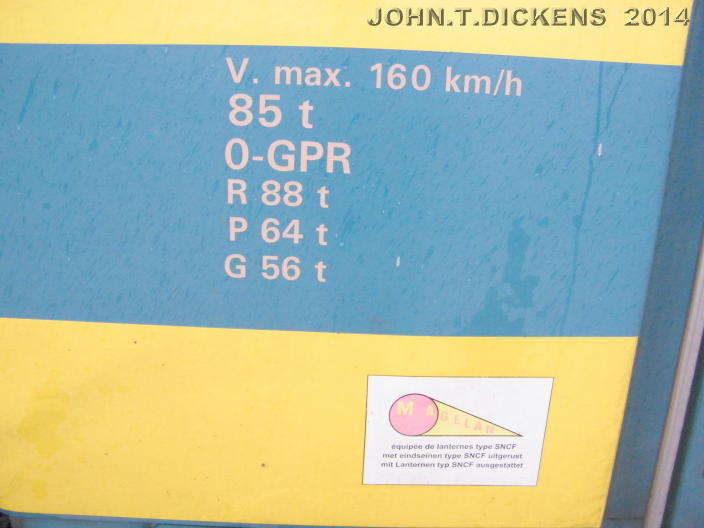 JOHN.T.DICKENS 2014
V. max. 160 km/h
85 t
0-GPR
R 88 t
P 64 t
G 56 t
MAGELAN
équipée de lanternes type SNCF
met eindseinen type SNCF uitgerust
mit Lanternen typ SNCF ausgestattet